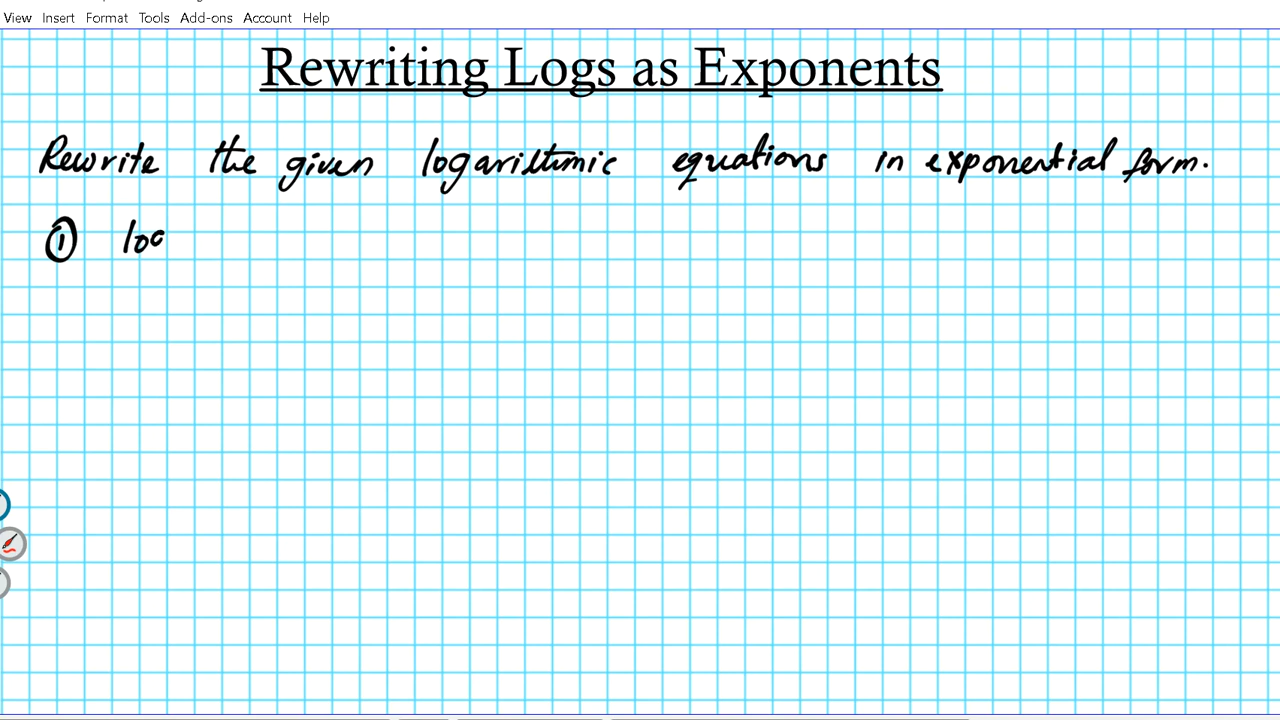 View Insert Format Tools Add-ons Account Help
Rewriting Logs as Exponents
Rewrite the given logarithmic equations in exponential form.
① loc